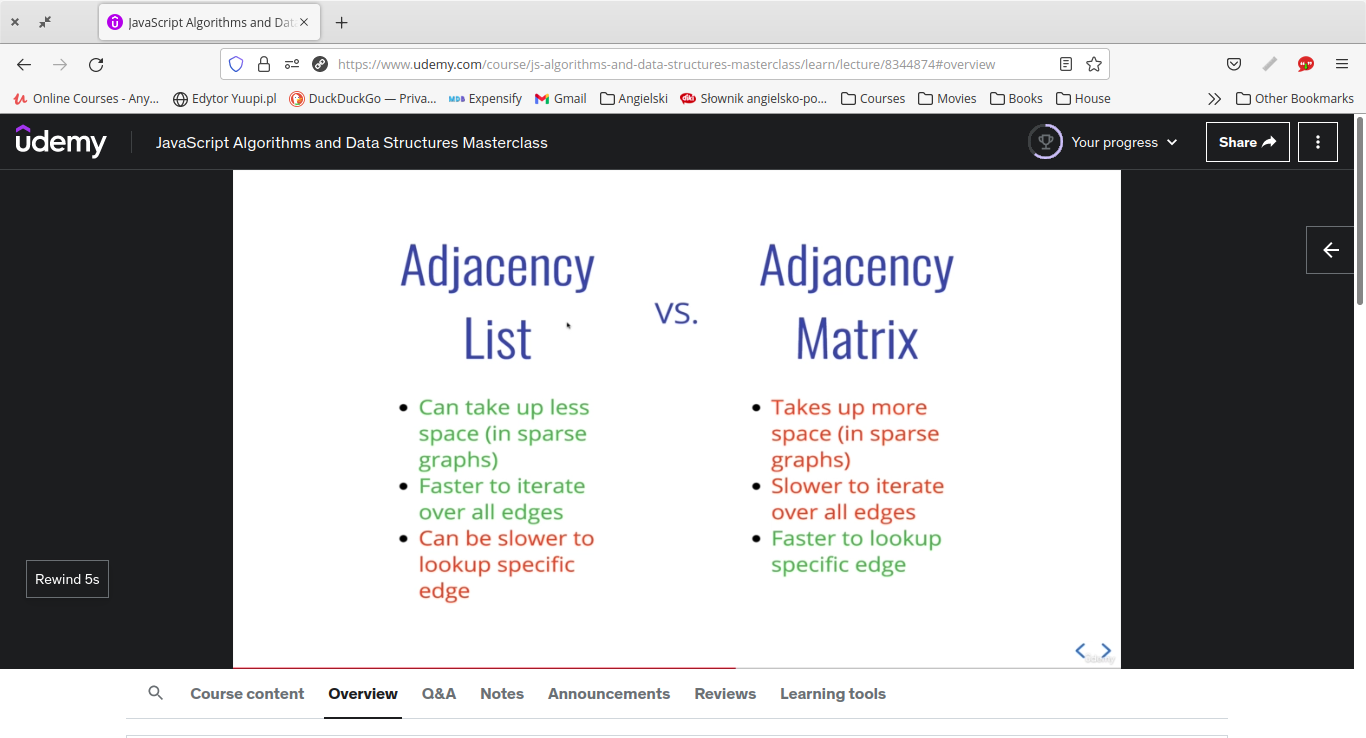 JavaScript Algorithms and Dat
https://www.udemy.com/course/js-algorithms-and-data-structures-masterclass/learn/lecture/8344874#overview
Online Courses - Any... Edytor Yuupi.pl DuckDuckGo — Priva... Expensify Gmail Angielski Słownik angielsko-po... Courses Movies Books House Other Bookmarks
udemy JavaScript Algorithms and Data Structures Masterclass Your progress Share
Adjacency
List
vs.
Adjacency
Matrix
• Can take up less
space (in sparse
graphs)
• Faster to iterate
over all edges
• Can be slower to
lookup specific
edge
• Takes up more
space (in sparse
graphs)
• Slower to iterate
over all edges
• Faster to lookup
specific edge
Rewind 5s
Udemy
Course content Overview Q&A Notes Announcements Reviews Learning tools